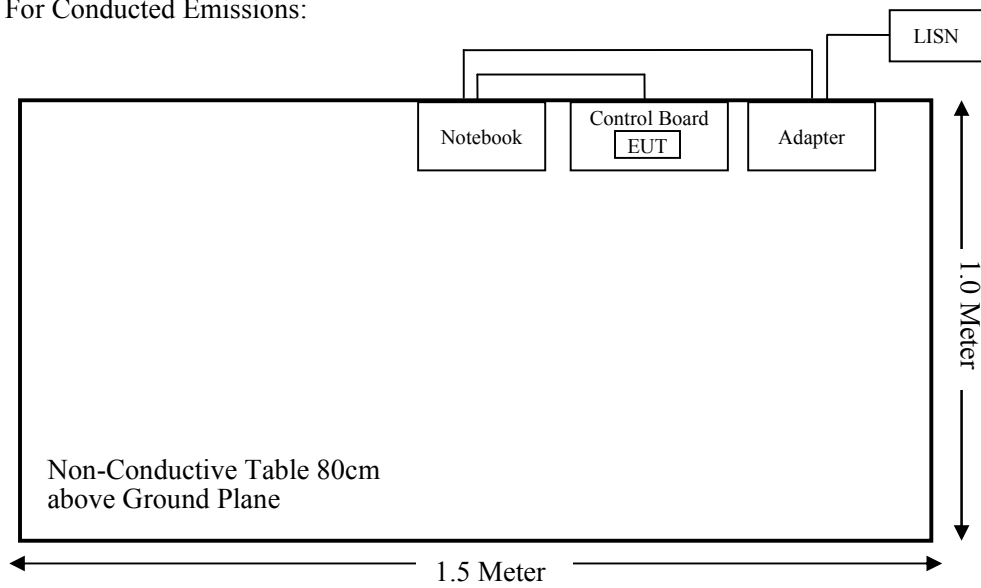 For Conducted Emissions:
LISN
Notebook
Control Board
EUT
Adapter
1.0 Meter
Non-Conductive Table 80cm
above Ground Plane
1.5 Meter